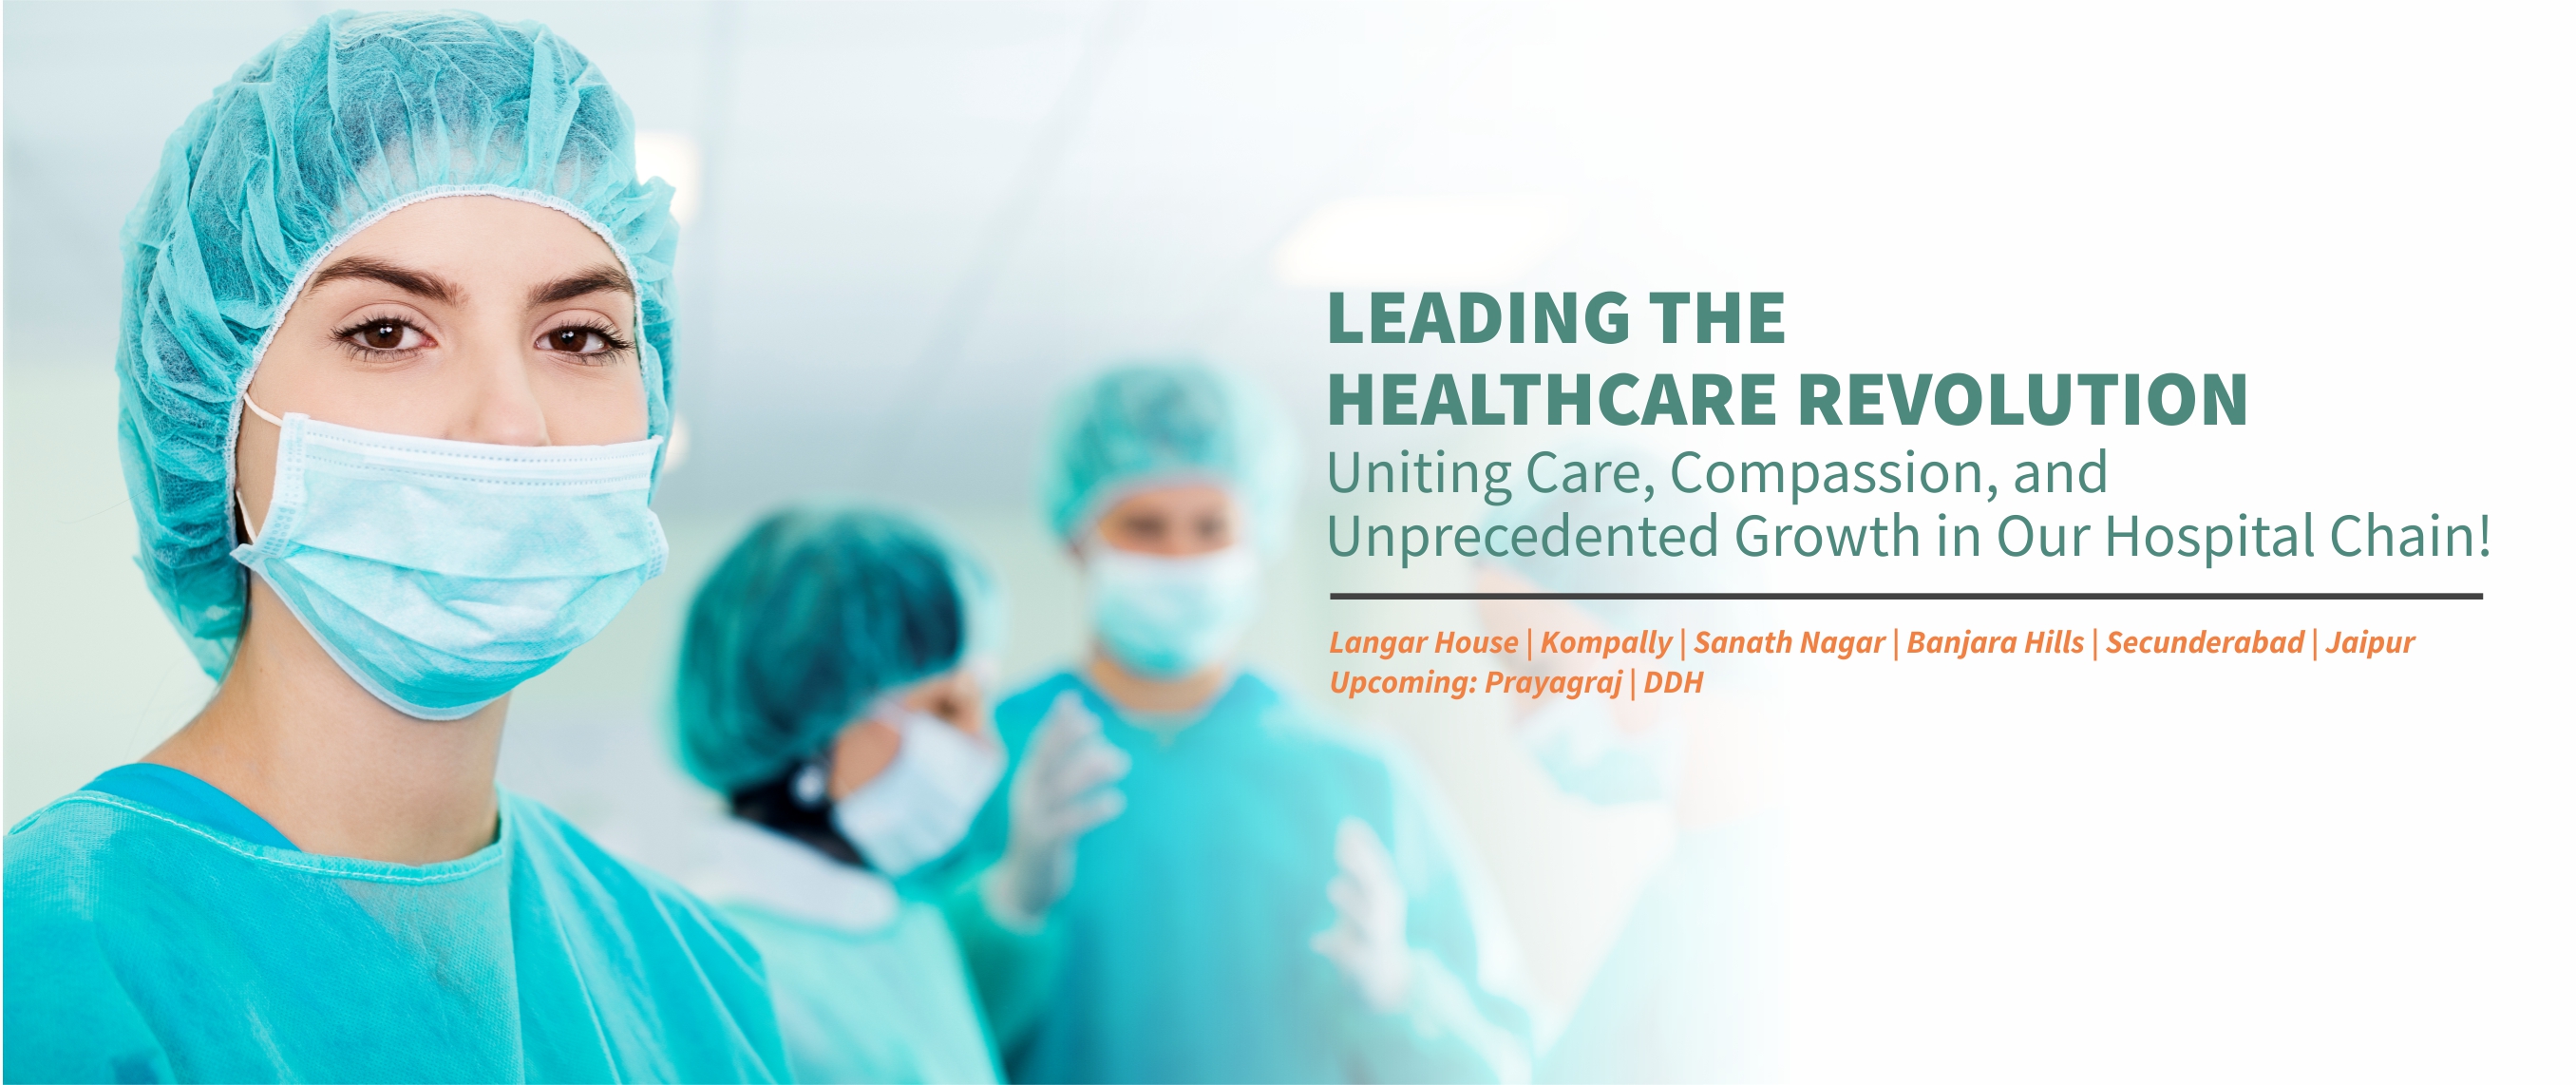 LEADING THE
HEALTHCARE REVOLUTION
Uniting Care, Compassion, and
Unprecedented Growth in Our Hospital Chain!
Langar House | Kompally | Sanath Nagar | Banjara Hills | Secunderabad | Jaipur
Upcoming: Prayagraj | DDH